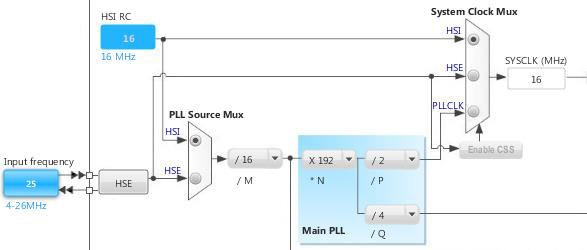 System Clock Mux
HSI RC
16
16 MHz
HSI
HSE
PLLCLK
SYSCLK (MHz)
16
Enable CSS
PLL Source Mux
HSI
HSE
/ 16
/ M
X 192
* N
/ 2
/ P
/ 4
/ Q
Main PLL
Input frequency
25
4-26MHz
HSE